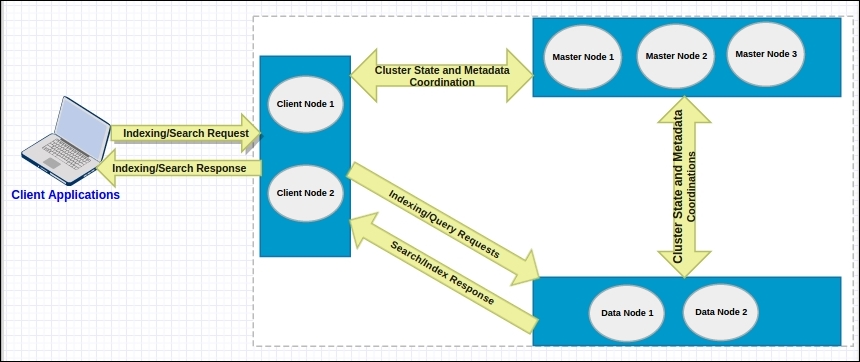 Master Node 1
Master Node 2
Master Node 3
Cluster State and Metadata
Coordination
Client Node 1
Indexing/Search Request
Indexing/Search Response
Client Node 2
Client Applications
Indexing/Query Requests
Search/Index Response
Cluster State and Metadata
Coordinations
Data Node 1
Data Node 2